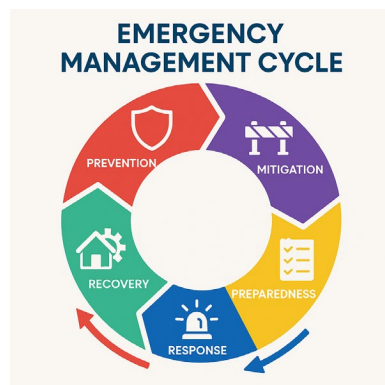 EMERGENCY
MANAGEMENT CYCLE
PREVENTION
MITIGATION
PREPAREDNESS
RESPONSE
RECOVERY